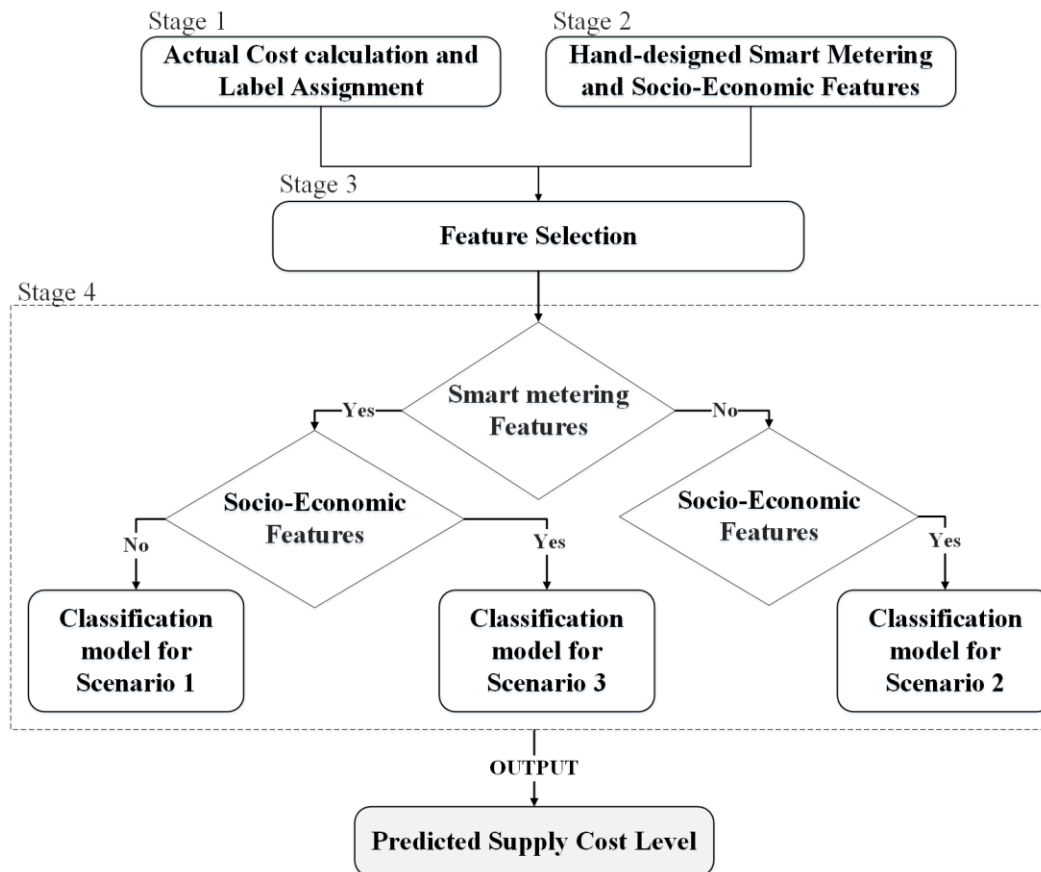 Stage 1
Actual Cost calculation and
Label Assignment
Stage 2
Hand-designed Smart Metering
and Socio-Economic Features
Stage 3
Feature Selection
Stage 4
Smart metering
Features
Yes
No
Socio-Economic
Features
Socio-Economic
Features
No
Yes
Yes
Classification
model for
Scenario 1
Classification
model for
Scenario 3
Classification
model for
Scenario 2
OUTPUT
Predicted Supply Cost Level